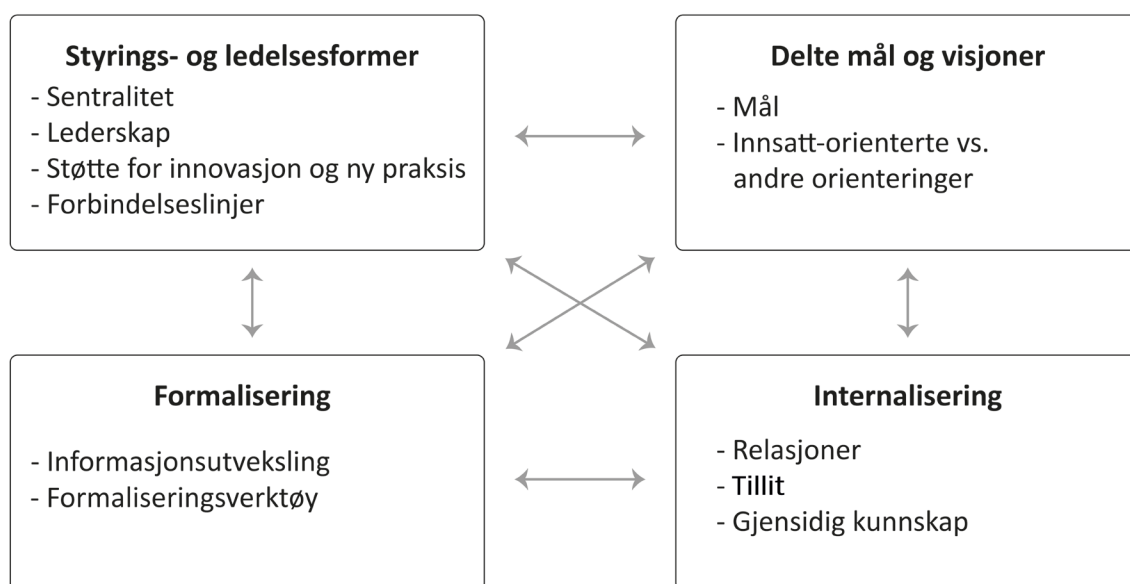 Styrings- og ledelsesformer
- Sentralitet
- Lederskap
- Støtte for innovasjon og ny praksis
- Forbindelseslinjer
Delte mål og visjoner
- Mål
- Innsatt-orienterte vs.
andre orienteringer
Formalisering
- Informasjonsutveksling
- Formaliseringsverktøy
Internalisering
- Relasjoner
- Tillit
- Gjensidig kunnskap